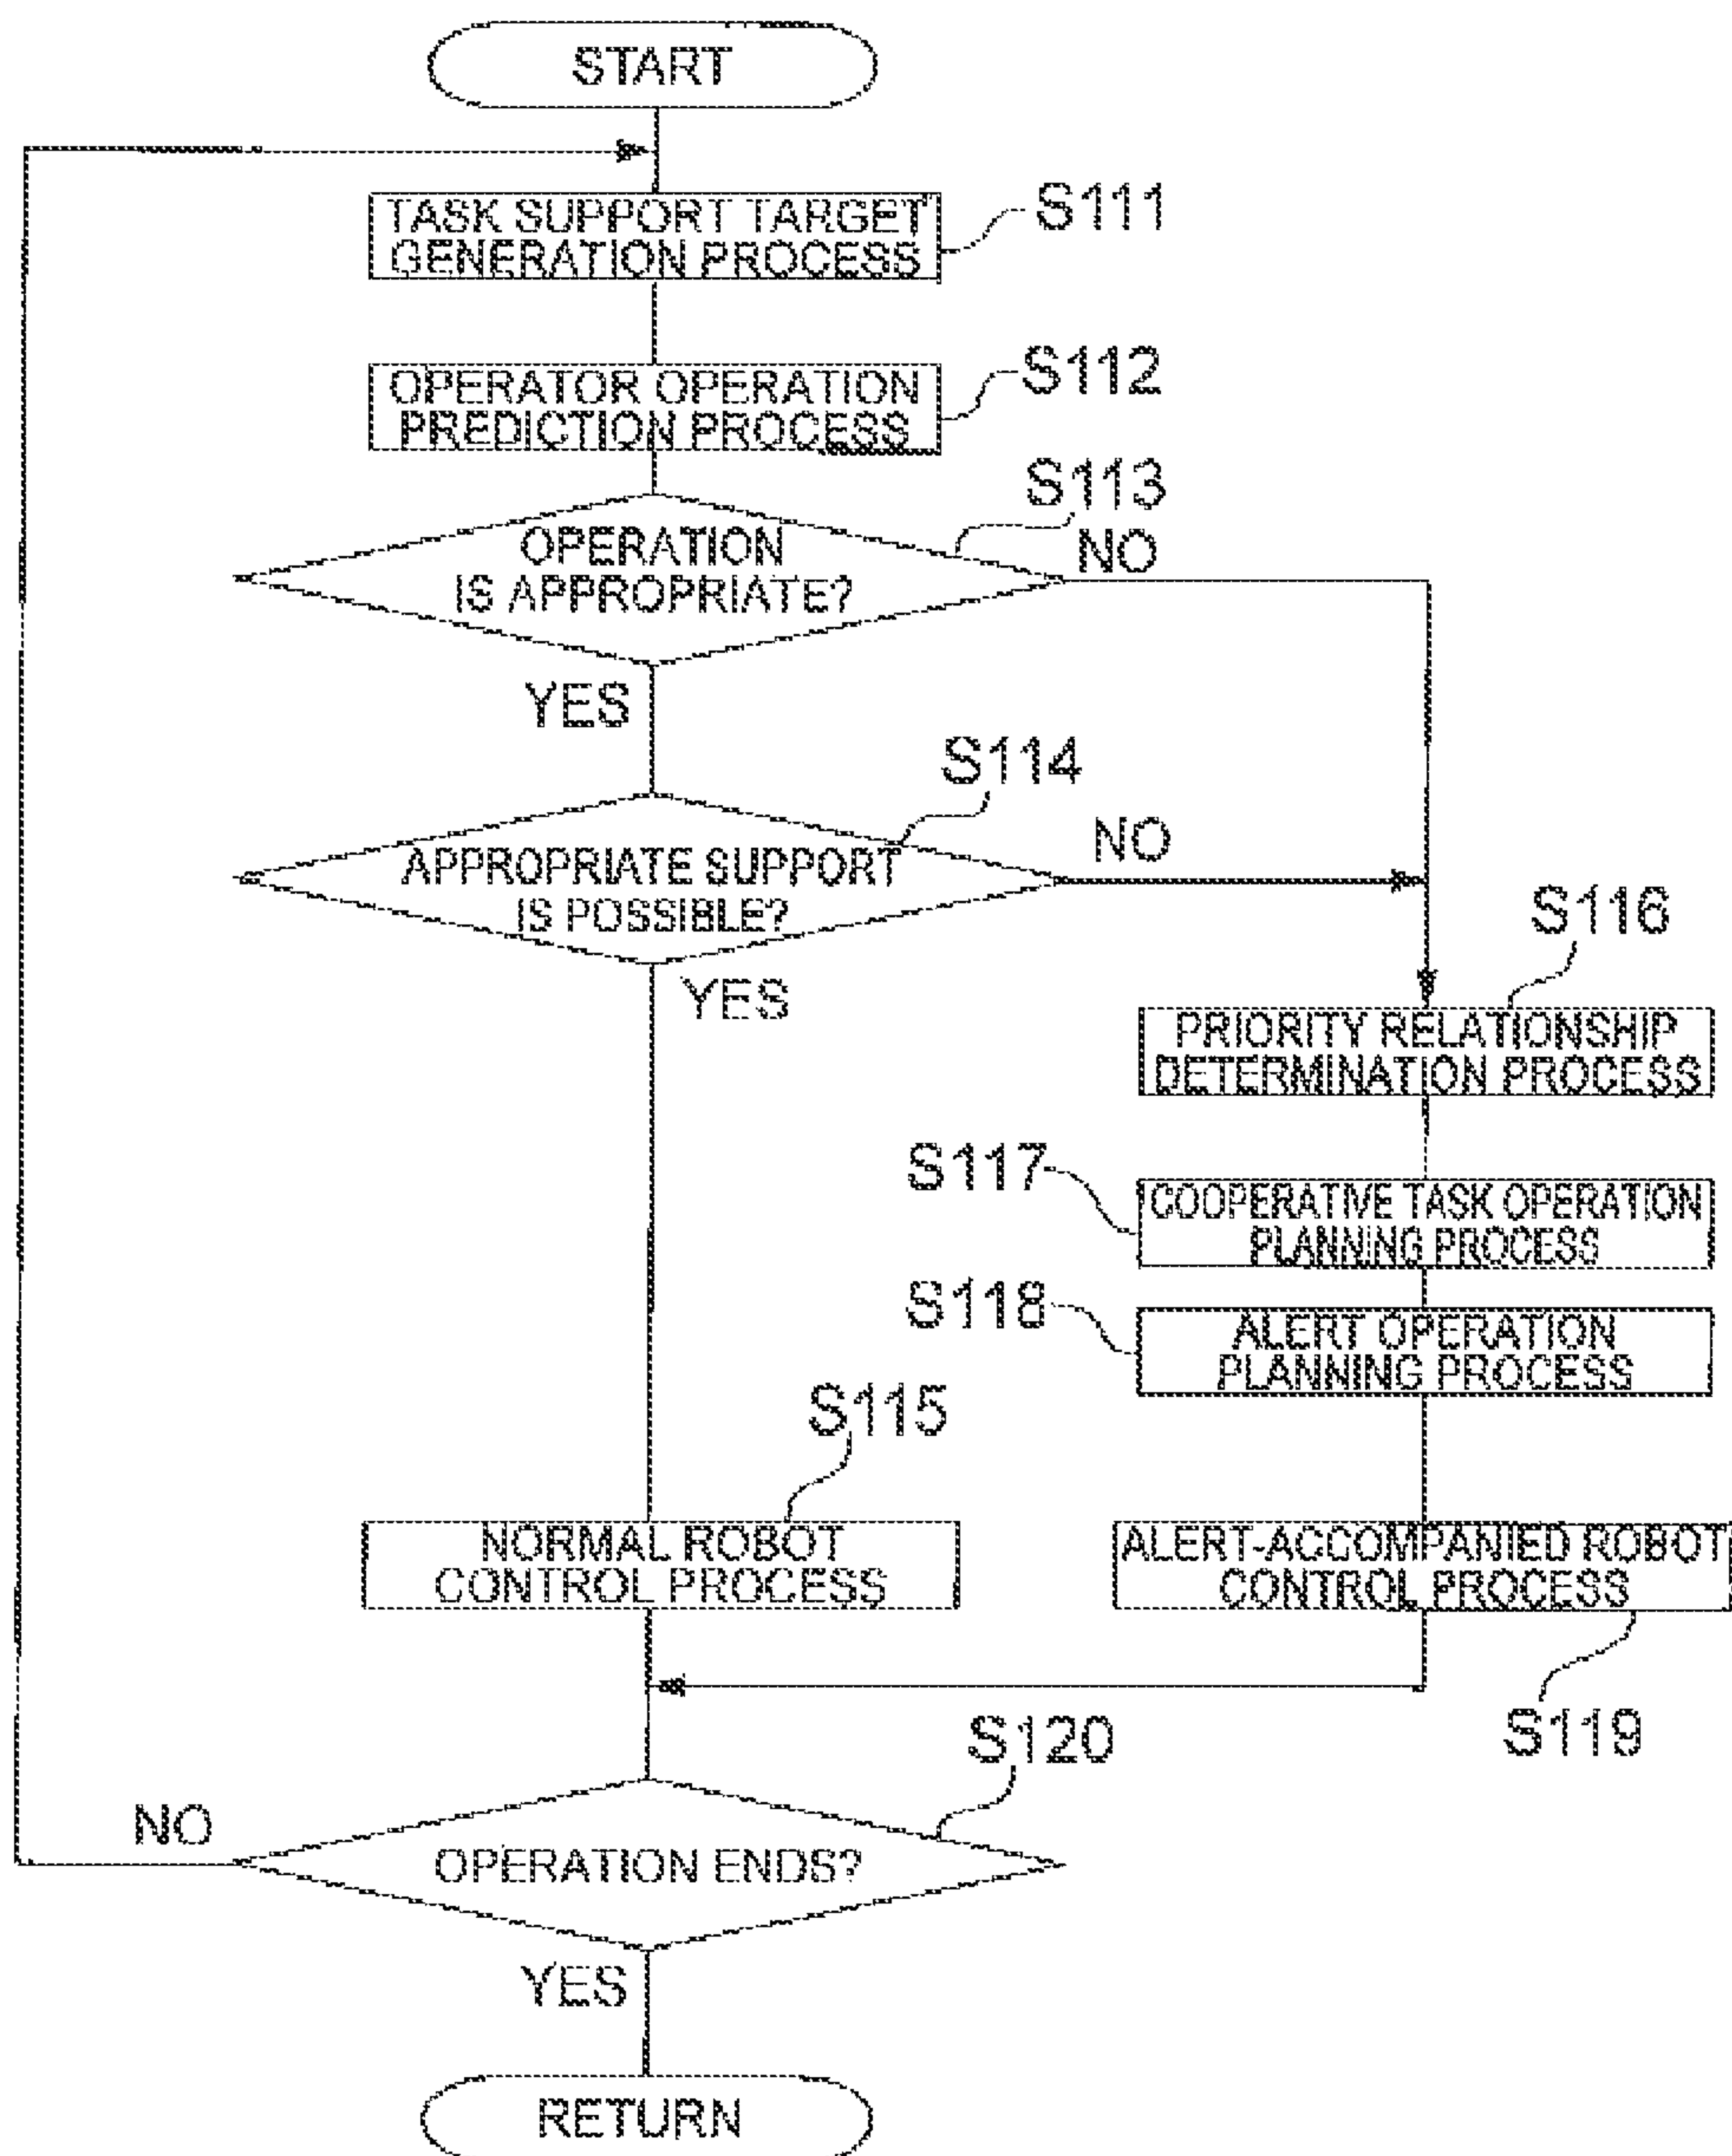 START
TASK SUPPORT TARGET
GENERATION PROCESS
S111
OPERATOR OPERATION
PREDICTION PROCESS
S112
S113
OPERATION
IS APPROPRIATE?
NO
YES
S114
APPROPRIATE SUPPORT
IS POSSIBLE?
NO
YES
S116
PRIORITY RELATIONSHIP
DETERMINATION PROCESS
S117
COOPERATIVE TASK OPERATION
PLANNING PROCESS
S118
ALERT OPERATION
PLANNING PROCESS
S115
NORMAL ROBOT
CONTROL PROCESS
ALERT-ACCOMPANIED ROBOT
CONTROL PROCESS
S119
S120
NO
OPERATION ENDS?
YES
RETURN